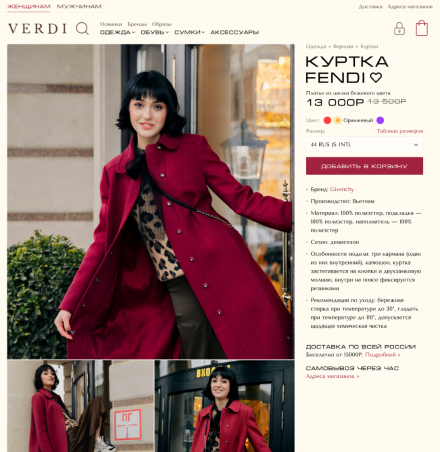 ЖЕНЩИНАМ МУЖЧИНАМ
Доставка Адреса магазинов
VERDI
Новинки Бренды Образы
ОДЕЖДА ОБУВЬ СУМКИ АКСЕССУАРЫ
Одежда • Верхняя • Куртки
КУРТКА
FENDI
Платье из шелка бежевого цвета
13 000Р 13 500Р
Цвет: Оранжевый
Размер: Таблица размеров
44 RUS (S INT)
ДОБАВИТЬ В КОРЗИНУ
- Бренд: Givenchy
- Производство: Вьетнам
- Материал: 100% полиэстер, подкладка —
100% полиэстер, наполнитель — 100%
полиэстер
- Сезон: демисезон
- Особенности модели: три кармана (один
из них внутренний), капюшон, куртка
застегивается на кнопки и двухзамковую
молнию, внутри на поясе фиксируется
резинками
- Рекомендации по уходу: бережная
стирка при температуре до 30°, гладить
при температуре до 110°, допускается
щадящая химическая чистка
ДОСТАВКА ПО ВСЕЙ РОССИИ
Бесплатно от 15000Р. Подробней »
САМОВЫВОЗ ЧЕРЕЗ ЧАС
Адреса магазинов »
ПГ